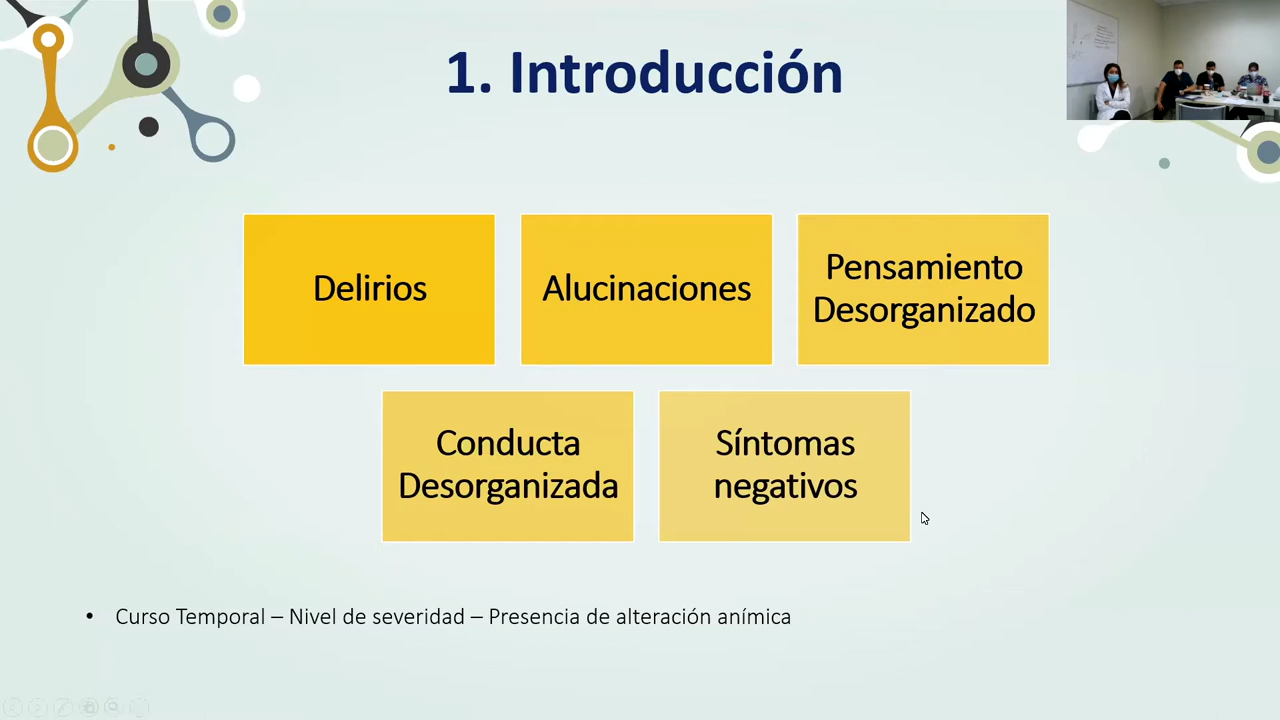 1. Introducción
Delirios
Alucinaciones
Pensamiento
Desorganizado
Conducta
Desorganizada
Síntomas
negativos
• Curso Temporal – Nivel de severidad – Presencia de alteración anímica